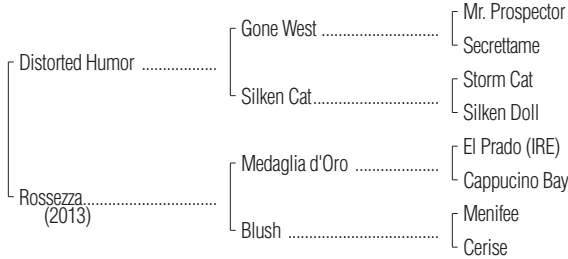 Mr. Prospector
Gone West ........................
Secrettame
Distorted Humor ..................
Storm Cat
Silken Cat..........................
Silken Doll
El Prado (IRE)
Medaglia d'Oro .................
Cappucino Bay
Rossezza...............................
(2013)
Menifee
Blush ................................
Cerise